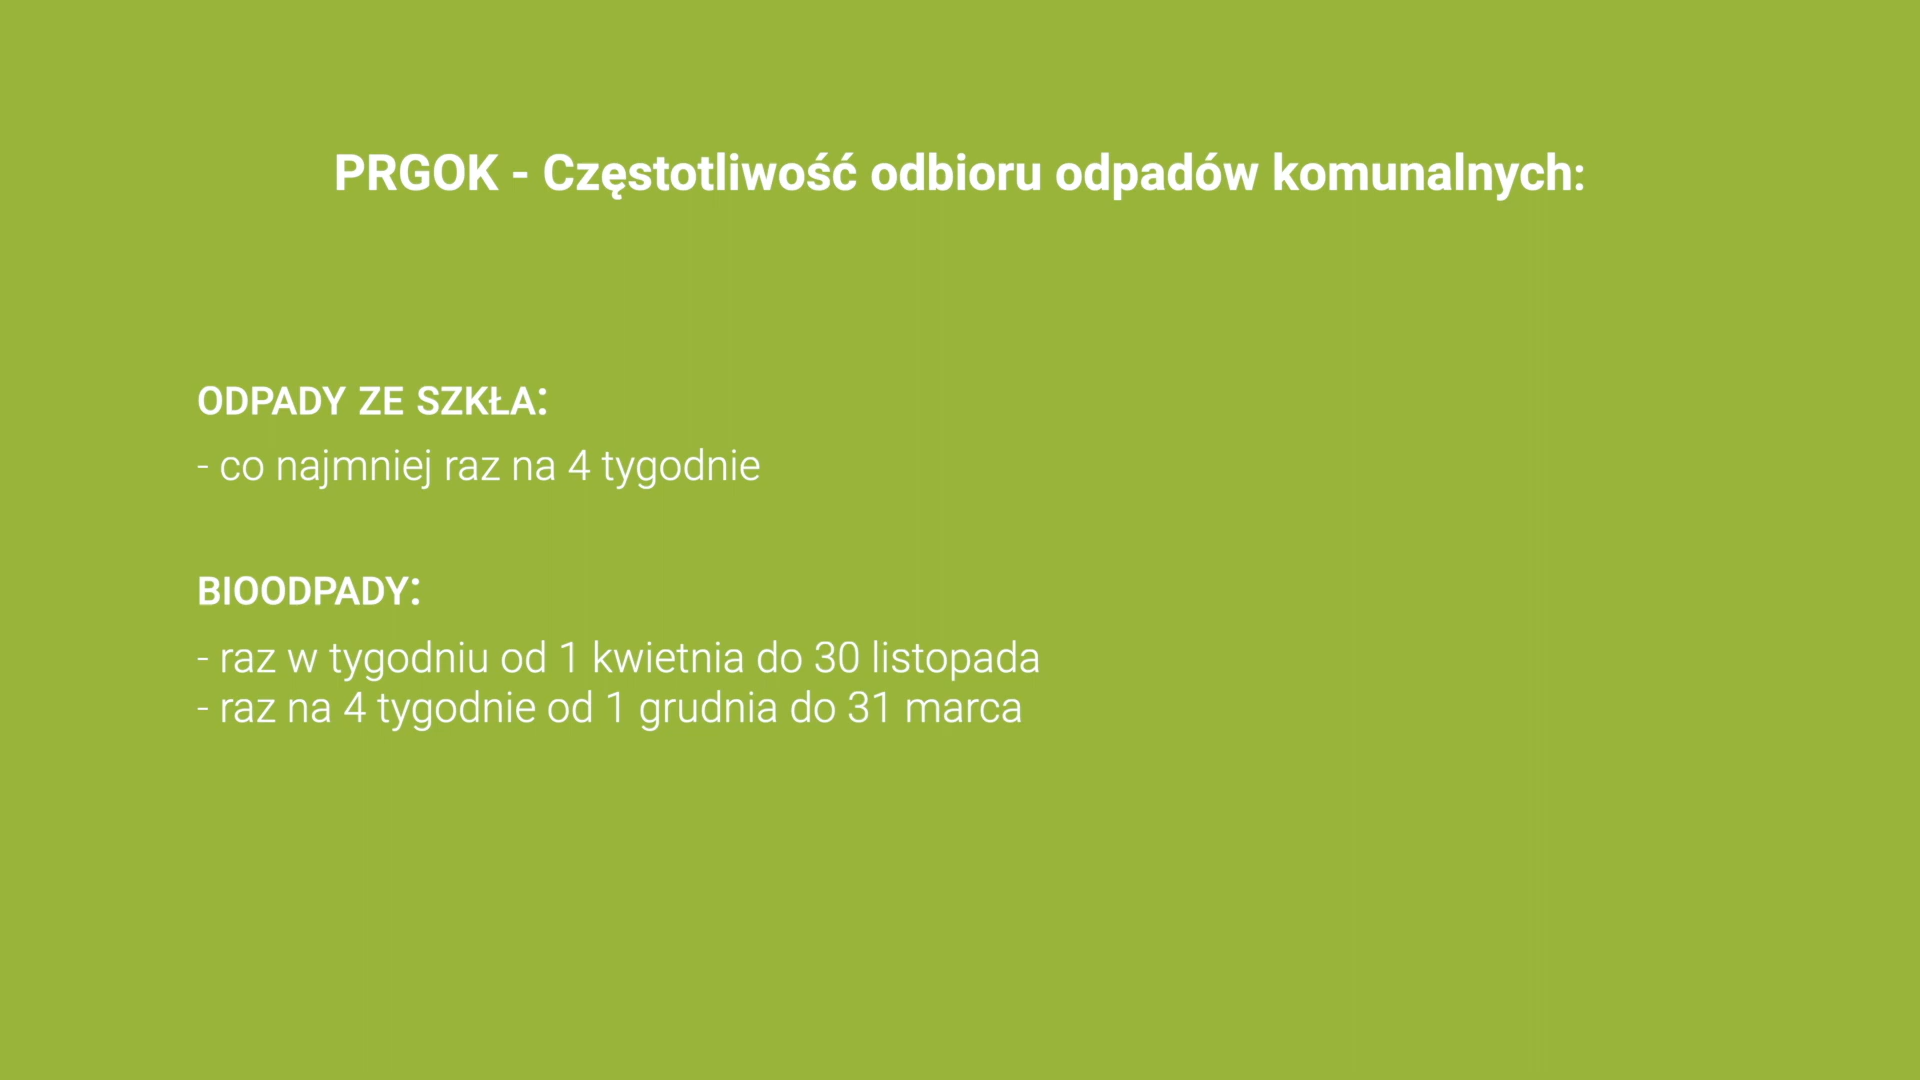 PRGOK - Częstotliwość odbioru odpadów komunalnych:
ODPADY ZE SZKŁA:
- co najmniej raz na 4 tygodnie
BIOODPADY:
- raz w tygodniu od 1 kwietnia do 30 listopada
- raz na 4 tygodnie od 1 grudnia do 31 marca